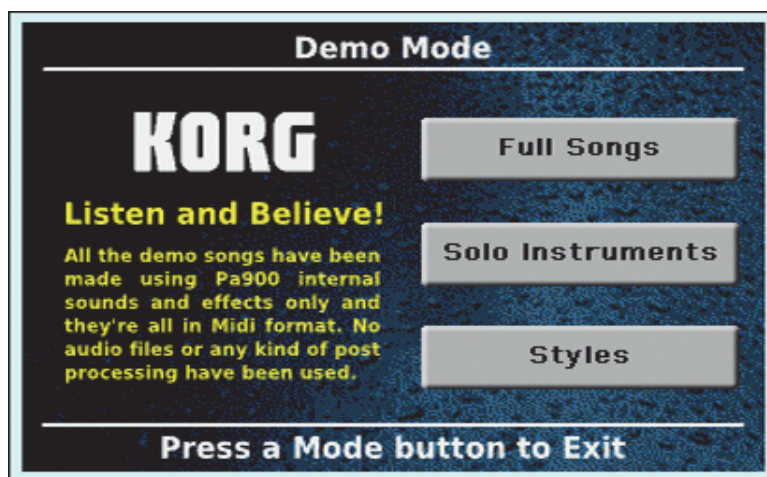 Demo Mode
KORG
Listen and Believe!
All the demo songs have been
made using Pa900 internal
sounds and effects only and
they're all in Midi format. No
audio files or any kind of post
processing have been used.
Full Songs
Solo Instruments
Styles
Press a Mode button to Exit